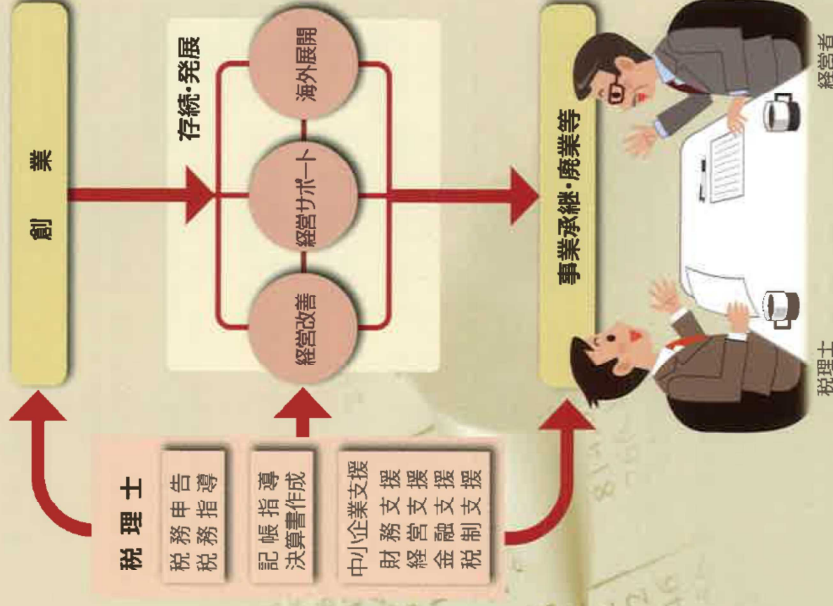 創業
税理士
税務申告
税務指導
記帳指導
決算書作成
中小企業支援
財務支援
経営支援
金融支援
税制支援
存続・発展
経営改善
経営サポート
海外展開
事業承継・廃業等
税理士
経営者